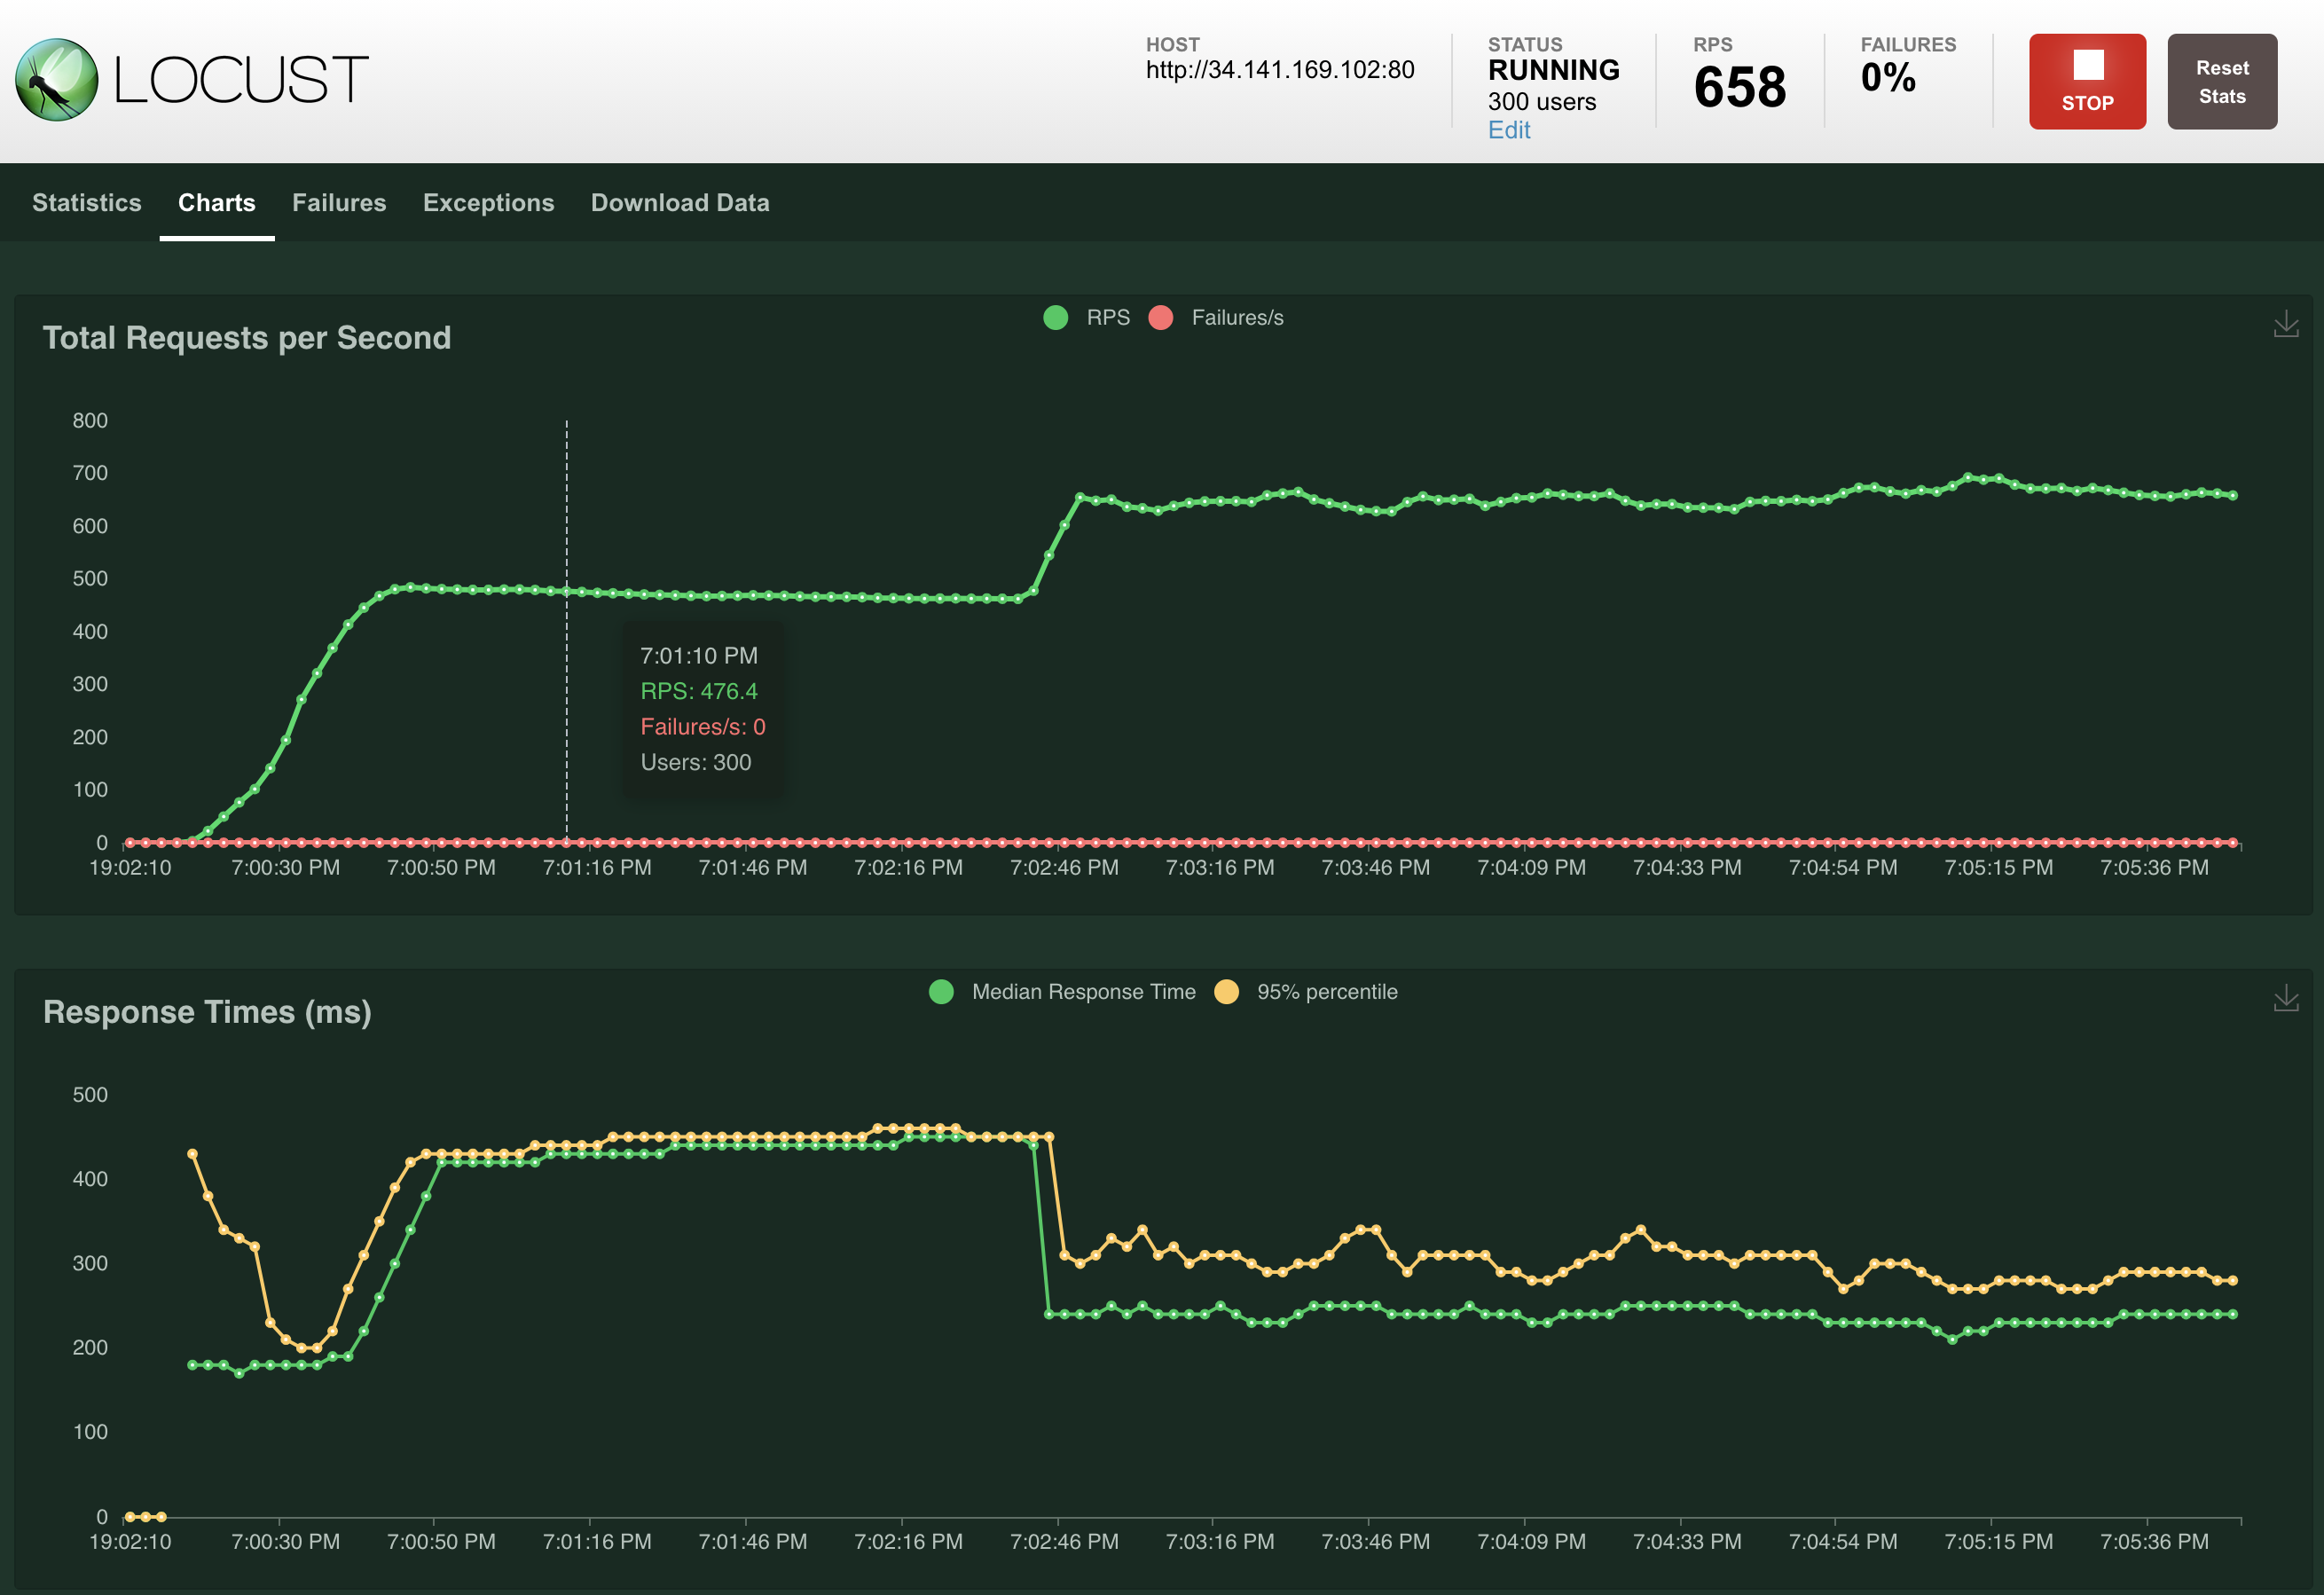 LOCUST
HOST
http://34.141.169.102:80
STATUS
RUNNING
300 users
Edit
RPS
658
FAILURES
0%
STOP
Reset
Stats
Statistics Charts Failures Exceptions Download Data
Total Requests per Second
RPS Failures/s
800
700
600
500
400
300
200
100
0
7:01:10 PM
RPS: 476.4
Failures/s: 0
Users: 300
19:02:10 7:00:30 PM 7:00:50 PM 7:01:16 PM 7:01:46 PM 7:02:16 PM 7:02:46 PM 7:03:16 PM 7:03:46 PM 7:04:09 PM 7:04:33 PM 7:04:54 PM 7:05:15 PM 7:05:36 PM
Response Times (ms)
Median Response Time 95% percentile
500
400
300
200
100
0
19:02:10 7:00:30 PM 7:00:50 PM 7:01:16 PM 7:01:46 PM 7:02:16 PM 7:02:46 PM 7:03:16 PM 7:03:46 PM 7:04:09 PM 7:04:33 PM 7:04:54 PM 7:05:15 PM 7:05:36 PM